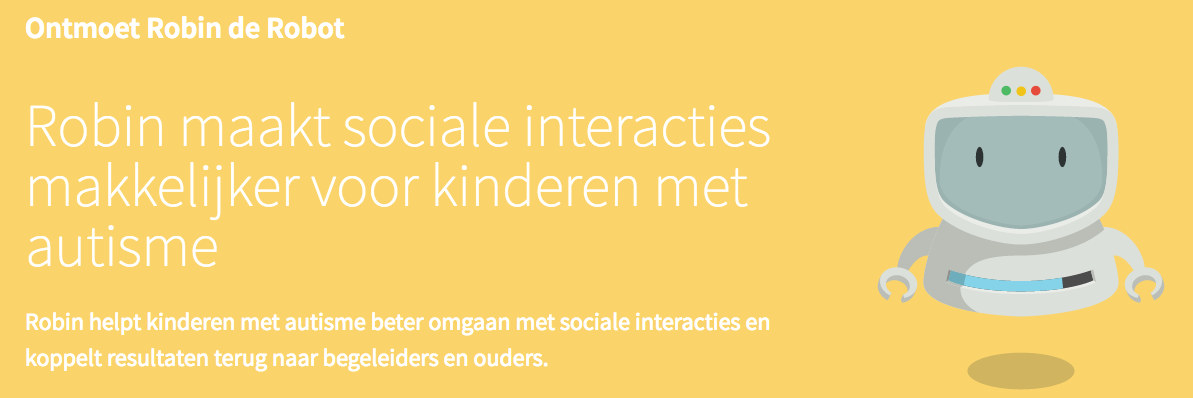 Ontmoet Robin de Robot
Robin maakt sociale interacties
makkelijker voor kinderen met
autisme
Robin helpt kinderen met autisme beter omgaan met sociale interacties en
koppelt resultaten terug naar begeleiders en ouders.